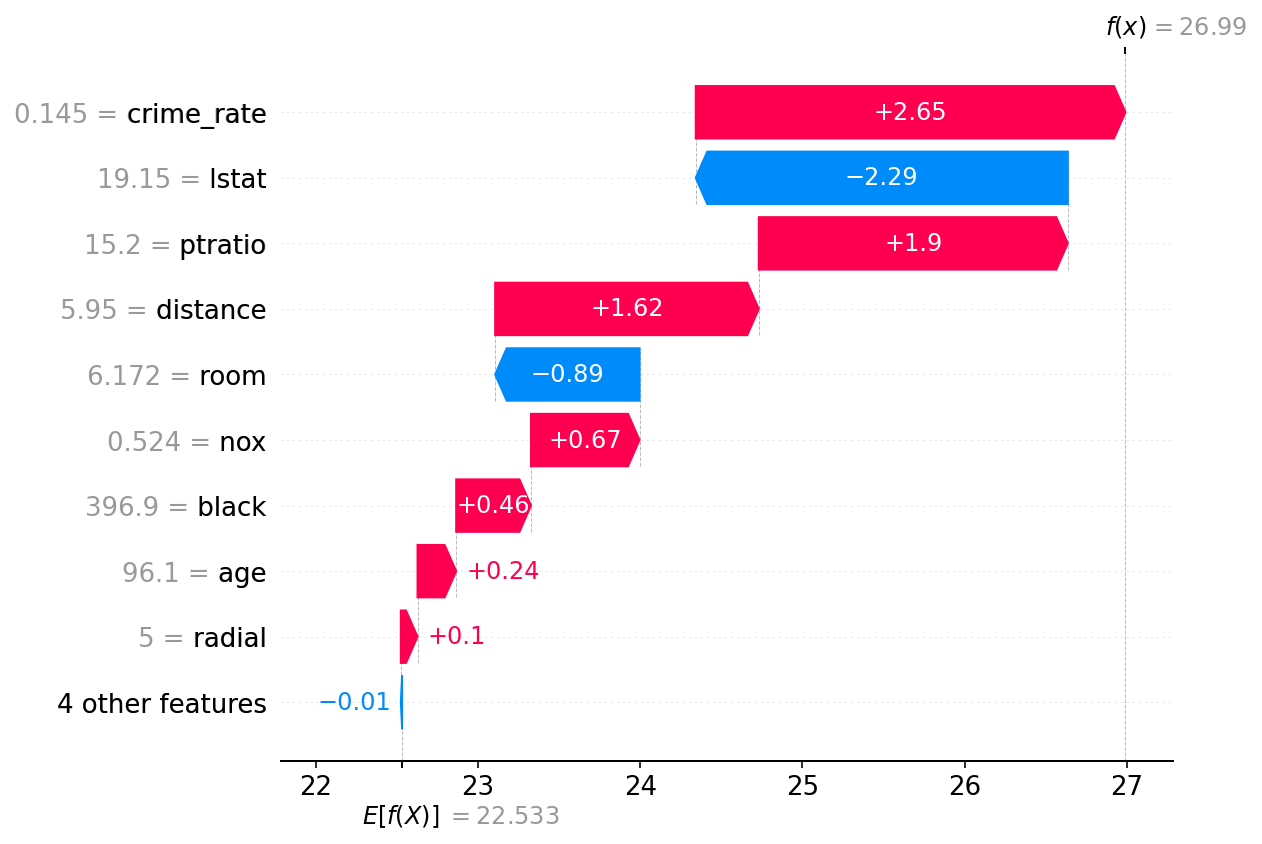 f(x) = 26.99
0.145 = crime_rate
+2.65
19.15 = lstat
−2.29
15.2 = ptratio
+1.9
5.95 = distance
+1.62
6.172 = room
−0.89
0.524 = nox
+0.67
396.9 = black
+0.46
96.1 = age
+0.24
5 = radial
+0.1
4 other features
−0.01
22 23 24 25 26 27
E[f(X)] = 22.533